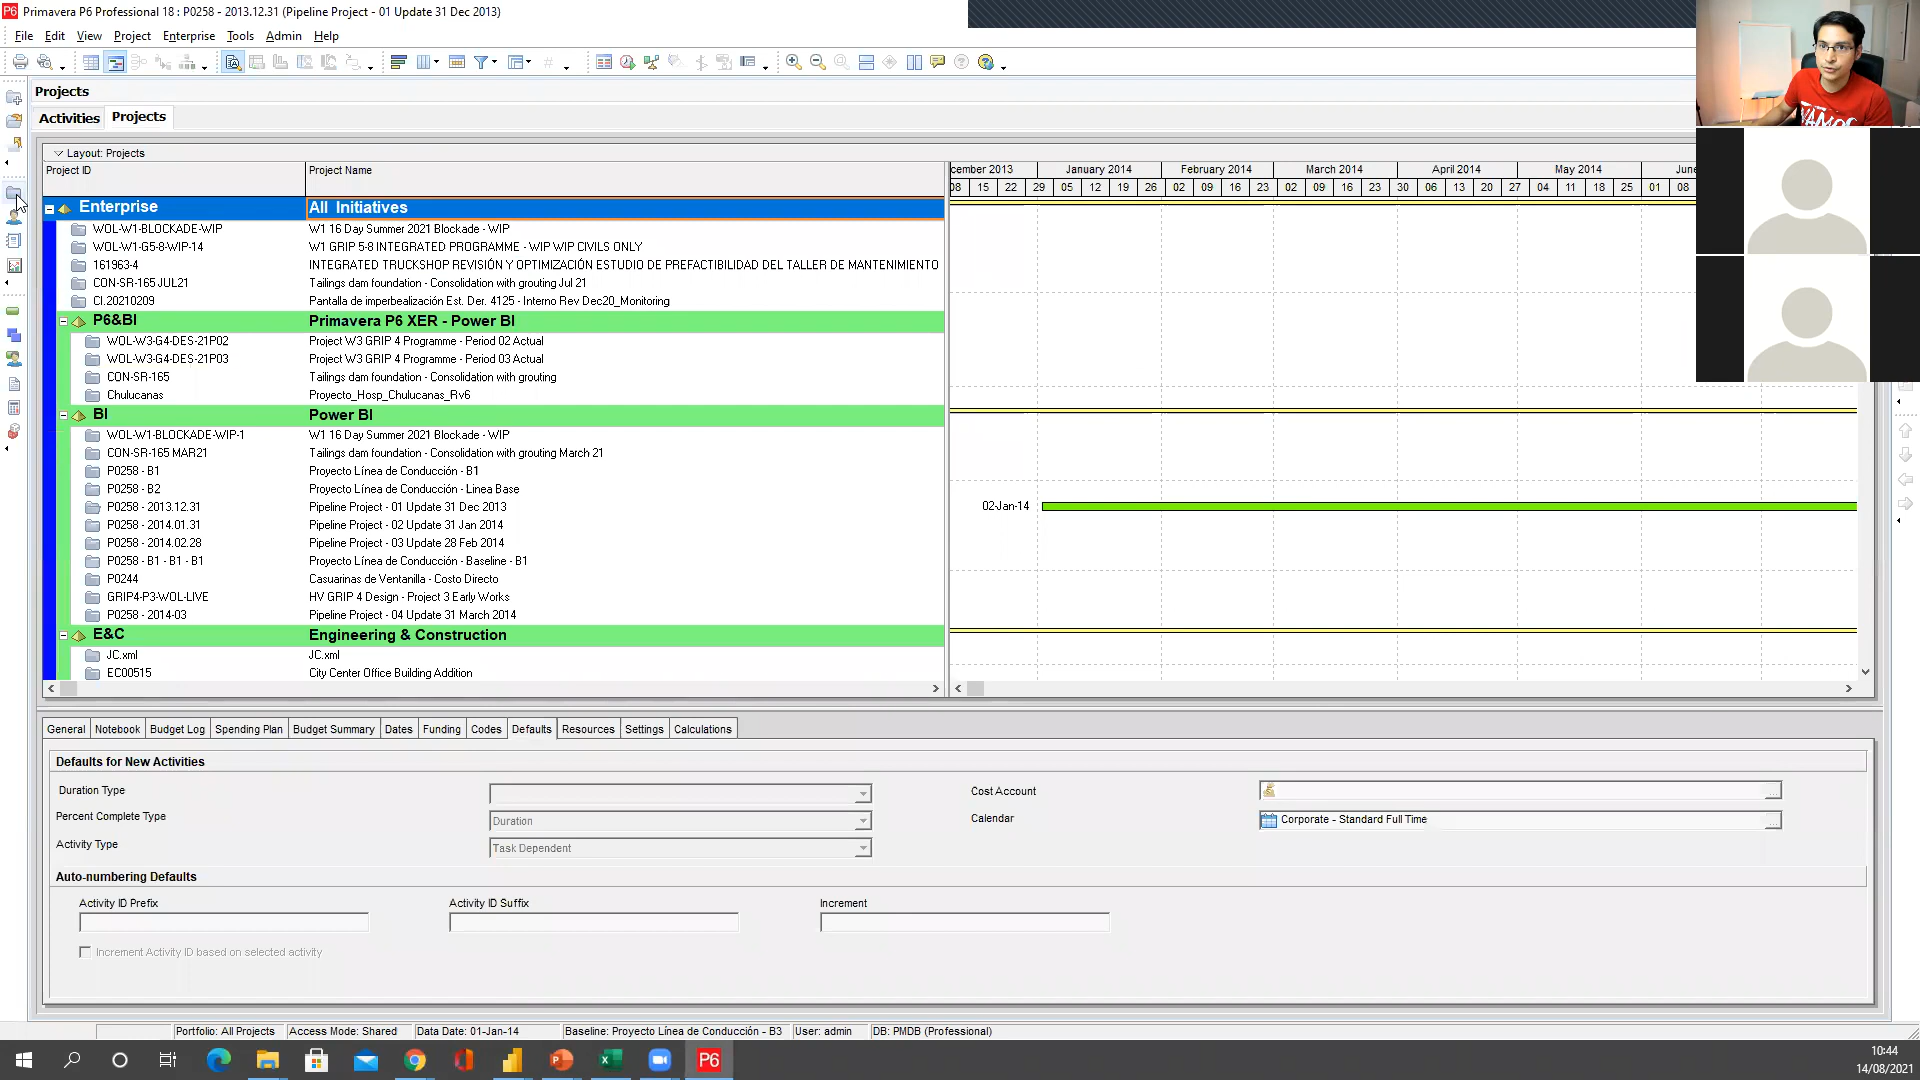 Primavera P6 Professional 18 : P0258 - 2013.12.31 (Pipeline Project - 01 Update 31 Dec 2013)
File Edit View Project Enterprise Tools Admin Help
Projects
Activities Projects
Layout: Projects
Project ID Project Name
cember 2013 January 2014 February 2014 March 2014 April 2014 May 2014 June
08 15 22 29 05 12 19 26 02 09 16 23 02 09 16 23 30 06 13 20 27 04 11 18 25 01 08
Enterprise All Initiatives
WOL-W1-BLOCKADE-WIP W1 16 Day Summer 2021 Blockade - WIP
WOL-W1-G5-8-WIP-14 W1 GRIP 5-8 INTEGRATED PROGRAMME - WIP WIP CIVILS ONLY
161963-4 INTEGRATED TRUCKSHOP REVISIÓN Y OPTIMIZACIÓN ESTUDIO DE PREFACTIBILIDAD DEL TALLER DE MANTENIMIENTO
CON-SR-165 JUL21 Tailings dam foundation - Consolidation with grouting Jul 21
CI.20210209 Pantalla de imperbealización Est. Der. 4125 - Interno Rev Dec20_Monitoring
P6&BI Primavera P6 XER - Power BI
WOL-W3-G4-DES-21P02 Project W3 GRIP 4 Programme - Period 02 Actual
WOL-W3-G4-DES-21P03 Project W3 GRIP 4 Programme - Period 03 Actual
CON-SR-165 Tailings dam foundation - Consolidation with grouting
Chulucanas Proyecto_Hosp_Chulucanas_Rv6
BI Power BI
WOL-W1-BLOCKADE-WIP-1 W1 16 Day Summer 2021 Blockade - WIP
CON-SR-165 MAR21 Tailings dam foundation - Consolidation with grouting March 21
P0258 - B1 Proyecto Línea de Conducción - B1
P0258 - B2 Proyecto Línea de Conducción - Linea Base
P0258 - 2013.12.31 Pipeline Project - 01 Update 31 Dec 2013 02-Jan-14
P0258 - 2014.01.31 Pipeline Project - 02 Update 31 Jan 2014
P0258 - 2014.02.28 Pipeline Project - 03 Update 28 Feb 2014
P0258 - B1 - B1 - B1 Proyecto Línea de Conducción - Baseline - B1
P0244 Casuarinas de Ventanilla - Costo Directo
GRIP4-P3-WOL-LIVE HV GRIP 4 Design - Project 3 Early Works
P0258 - 2014-03 Pipeline Project - 04 Update 31 March 2014
E&C Engineering & Construction
JC.xml JC.xml
EC00515 City Center Office Building Addition
General Notebook Budget Log Spending Plan Budget Summary Dates Funding Codes Defaults Resources Settings Calculations
Defaults for New Activities
Duration Type Cost Account
Percent Complete Type Duration Calendar Corporate - Standard Full Time
Activity Type Task Dependent
Auto-numbering Defaults
Activity ID Prefix Activity ID Suffix Increment
Increment Activity ID based on selected activity
Portfolio: All Projects Access Mode: Shared Data Date: 01-Jan-14 Baseline: Proyecto Línea de Conducción - B3 User: admin DB: PMDB (Professional)
P6
10:44
14/08/2021